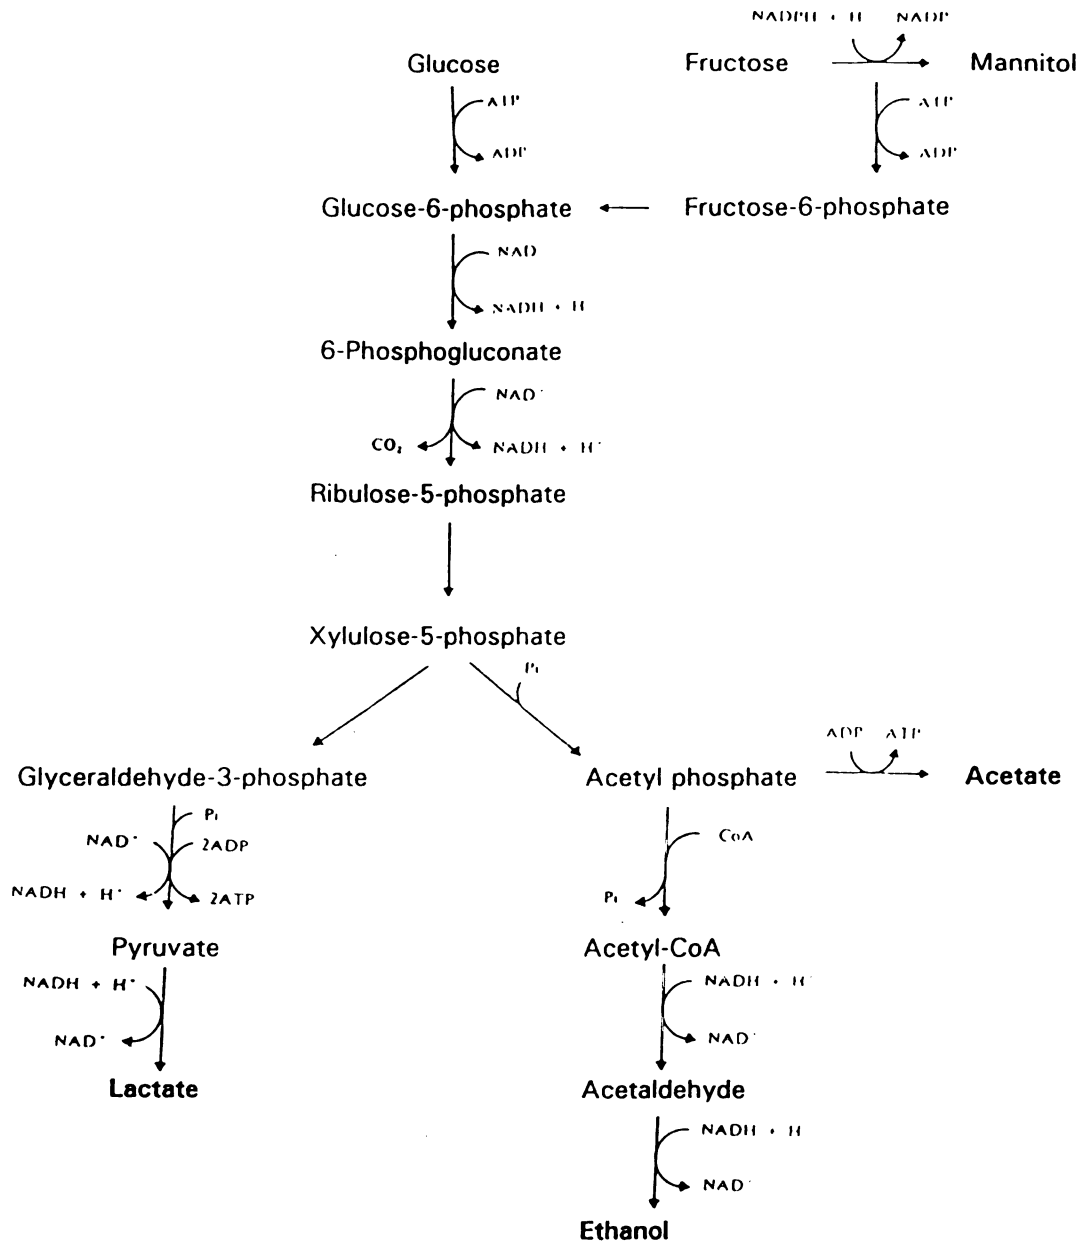 NADPH + H NADP
Glucose Fructose Mannitol
ATP ATP
ADP ADP
Glucose-6-phosphate Fructose-6-phosphate
NAD
NADH + H
6-Phosphogluconate
NAD+
CO2 NADH + H+
Ribulose-5-phosphate
Xylulose-5-phosphate
Pi
ADP ATP
Glyceraldehyde-3-phosphate Acetyl phosphate Acetate
Pi
NAD+ 2ADP CoA
NADH + H+ 2ATP Pi
Pyruvate Acetyl-CoA
NADH + H+ NADH + H+
NAD+ NAD+
Lactate Acetaldehyde
NADH + H
NAD+
Ethanol